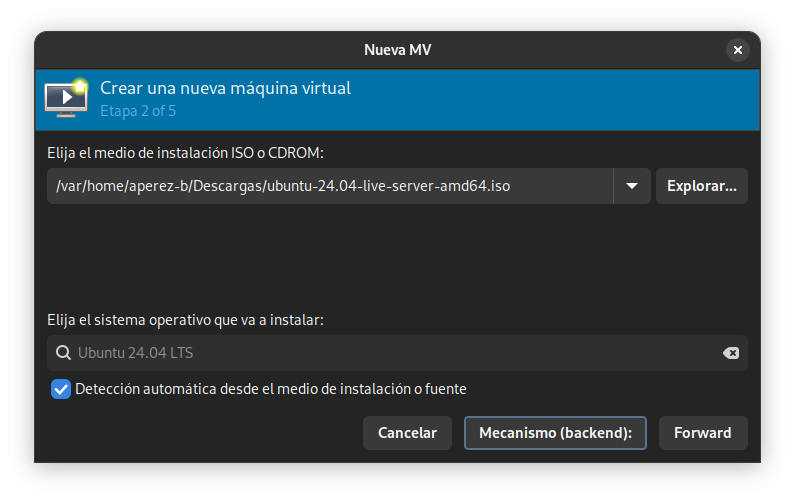 Nueva MV
Crear una nueva máquina virtual
Etapa 2 of 5
Elija el medio de instalación ISO o CDROM:
/var/home/aperez-b/Descargas/ubuntu-24.04-live-server-amd64.iso
Explorar...
Elija el sistema operativo que va a instalar:
Ubuntu 24.04 LTS
Detección automática desde el medio de instalación o fuente
Cancelar
Mecanismo (backend):
Forward